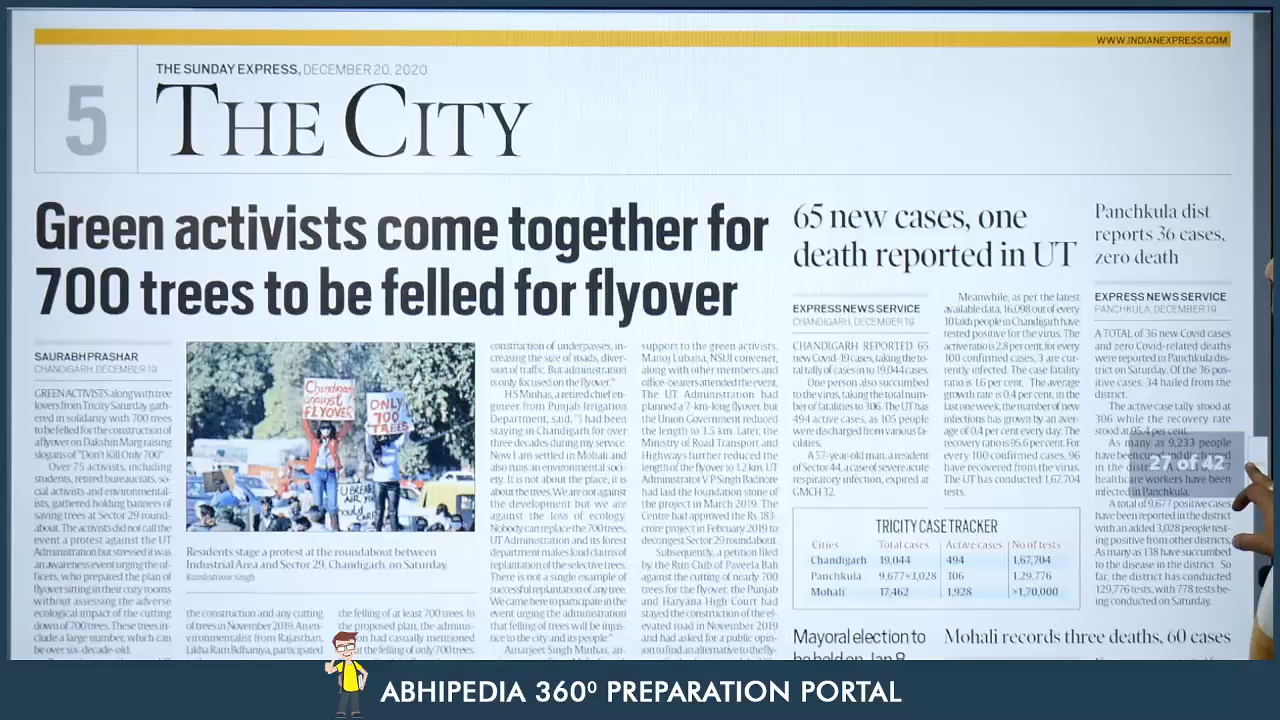 WWW.INDIANEXPRESS.COM
5
THE SUNDAY EXPRESS, DECEMBER 20, 2020
THE CITY
Green activists come together for
700 trees to be felled for flyover
SAURABH PRASHAR
CHANDIGARH, DECEMBER 19
GREEN ACTIVISTS along with tree
lovers from Tricity Saturday gath-
ered in solidarity with 700 trees
to be felled for the construction of
a flyover on Dakshin Marg raising
slogans of "Don't Kill Only 700".
Over 75 activists, including
students, retired bureaucrats, so-
cial activists and environmental-
ists, gathered holding banners of
saving trees at Sector 29 round-
about. The activists did not call the
event a protest against the UT
Administration but stressed it was
an awareness event urging the of-
ficers, who prepared the plan of
flyover sitting in their cozy rooms
without assessing the adverse
ecological impact of the cutting
down of 700 trees. These trees in-
clude a large number, which can
be over six-decade-old.
Chandigarh
against
FLYOVER
ONLY
700
TREES
Residents stage a protest at the roundabout between
Industrial Area and Sector 29, Chandigarh, on Saturday.
Kamleshwar Singh
the construction and any cutting
of trees in November 2019. An en-
vironmentalist from Rajasthan,
Likha Ram Bdhaniya, participated
the felling of at least 700 trees. In
the proposed plan, the adminis-
on had casually mentioned
the felling of only 700 trees.
construction of underpasses, in-
creasing the size of roads, diver-
sion of traffic. But administration
is only focused on the flyover."
H S Minhas, a retired chief en-
gineer from Punjab Irrigation
Department, said, "I had been
staying in Chandigarh for over
three decades during my service.
Now I am settled in Mohali and
also runs an environmental soci-
ety. It is not about the place, it is
about the trees. We are not against
the development but we are
against the loss of ecology.
Nobody can replace the 700 trees.
UT Administration and its forest
department makes loud claims of
replantation of the selective trees.
There is not a single example of
successful replantation of any tree.
We came here to participate in the
event urging the administration
that felling of trees will be injus-
tice to the city and its people."
Amarjeet Singh Minhas, an-
support to the green activists.
Manoj Lubana, NSUI convener,
along with other members and
office-bearers attended the event.
The UT Administration had
planned a 7-km-long flyover, but
the Union Government reduced
the length to 3.5 km. Later, the
Ministry of Road Transport and
Highways further reduced the
length of the flyover to 1.2 km. UT
Administrator V P Singh Badnore
had laid the foundation stone of
the project in March 2019. The
Centre had approved the Rs. 183-
crore project in February 2019 to
decongest Sector 29 roundabout.
Subsequently, a petition filed
by the Run Club of Paveela Bali
against the cutting of nearly 700
trees for the flyover, the Punjab
and Haryana High Court had
stayed the construction of the el-
evated road in November 2019
and had asked for a public opin-
ion to find an alternative to the fly-
65 new cases, one
death reported in UT
EXPRESS NEWS SERVICE
CHANDIGARH, DECEMBER 19
CHANDIGARH REPORTED 65
new Covid-19 cases, taking the to-
tal tally of cases in to 19,044 cases.
One person also succumbed
to the virus, taking the total num-
ber of fatalities to 306. The UT has
494 active cases, as 105 people
were discharged from various fa-
cilities.
A 57-year-old man, a resident
of Sector 44, a case of severe acute
respiratory infection, expired at
GMCH 32.
Meanwhile, as per the latest
available data, 16,098 out of every
10 lakh people in Chandigarh have
tested positive for the virus. The
active ratio is 2.8 percent, for every
100 confirmed cases, 3 are cur-
rently infected. The case fatality
ratio is 1.6 per cent. The average
growth rate is 0.4 per cent, in the
last one week, the number of new
infections has grown by an aver-
age of 0.4 per cent every day. The
recovery ratio is 95.6 percent. For
every 100 confirmed cases, 96
have recovered from the virus.
The UT has conducted 1,67,704
tests.
TRICITY CASE TRACKER
Cities Total cases Active cases No of tests
Chandigarh 19,044 494 1,67,704
Panchkula 9,677+3,028 306 1,29,776
Mohali 17,462 1,928 >1,70,000
Mayoral election to
be held on Jan 8
Panchkula dist
reports 36 cases,
zero death
EXPRESS NEWS SERVICE
PANCHKULA, DECEMBER 19
A TOTAL of 36 new Covid cases
and zero Covid-related deaths
were reported in Panchkula dis-
trict on Saturday. Of the 36 pos-
itive cases, 34 hailed from the
district.
The active case tally stood at
306 while the recovery rate
stood at 95.4 per cent.
As many as 9,233 people
have been
in the
healthcare workers have been
infected in Panchkula.
A total of 9,677 positive cases
have been reported in the district
with an added 3,028 people test-
ing positive from other districts.
As many as 138 have succumbed
to the disease in the district. So
far, the district has conducted
129,776 tests, with 778 tests be-
ing conducted on Saturday.
27 of 42
Mohali records three deaths, 60 cases
ABHIPEDIA 360⁰ PREPARATION PORTAL